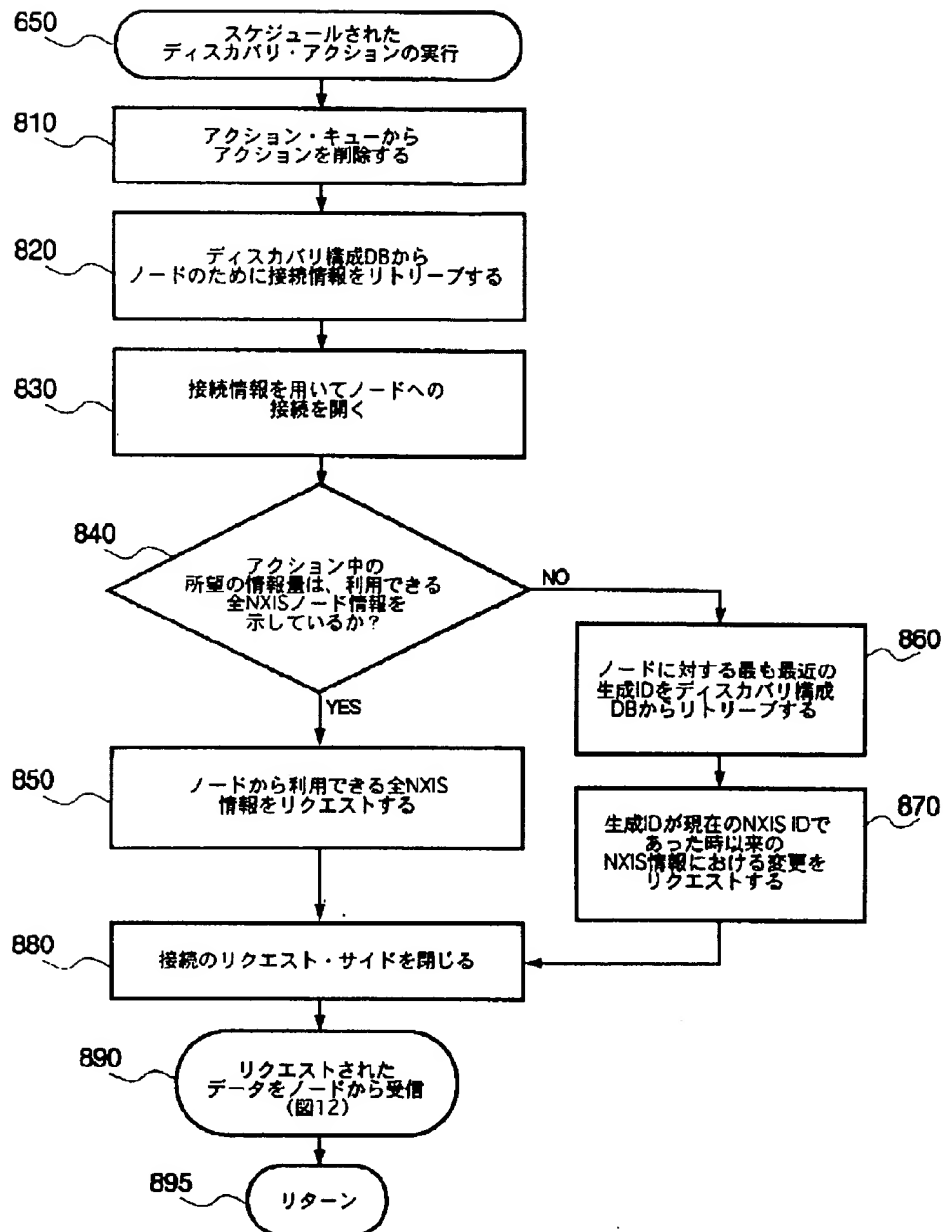 650
スケジュールされた
ディスカバリ・アクションの実行
810
アクション・キューから
アクションを削除する
820
ディスカバリ構成DBから
ノードのために接続情報をリトリーブする
830
接続情報を用いてノードへの
接続を開く
840
アクション中の
所望の情報量は、利用できる
全NXISノード情報を
示しているか?
NO
YES
860
ノードに対する最も最近の
生成IDをディスカバリ構成
DBからリトリーブする
850
ノードから利用できる全NXIS
情報をリクエストする
870
生成IDが現在のNXIS IDで
あった時以来の
NXIS情報における変更を
リクエストする
880
接続のリクエスト・サイドを閉じる
890
リクエストされた
データをノードから受信
(図12)
895
リターン